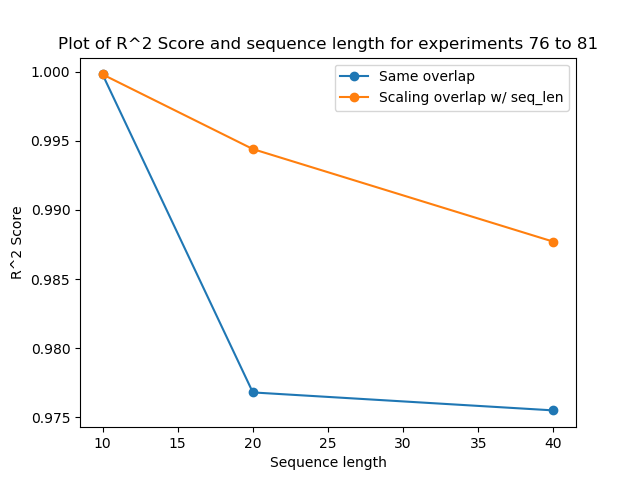 Plot of R^2 Score and sequence length for experiments 76 to 81
1.000
0.995
0.990
0.985
0.980
0.975
R^2 Score
Same overlap
Scaling overlap w/ seq_len
10 15 20 25 30 35 40
Sequence length